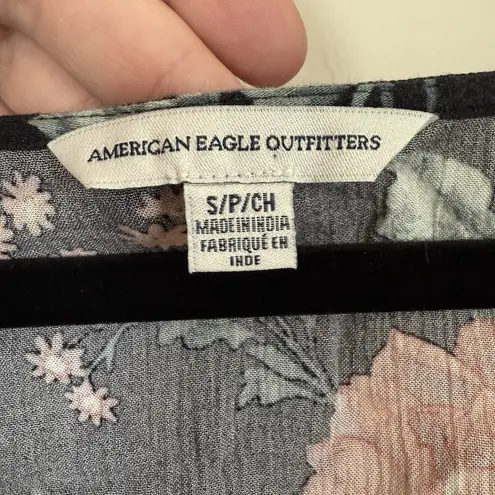 AMERICAN EAGLE OUTFITTERS
S/P/CH
MADE IN INDIA
FABRIQUÉ EN
INDE